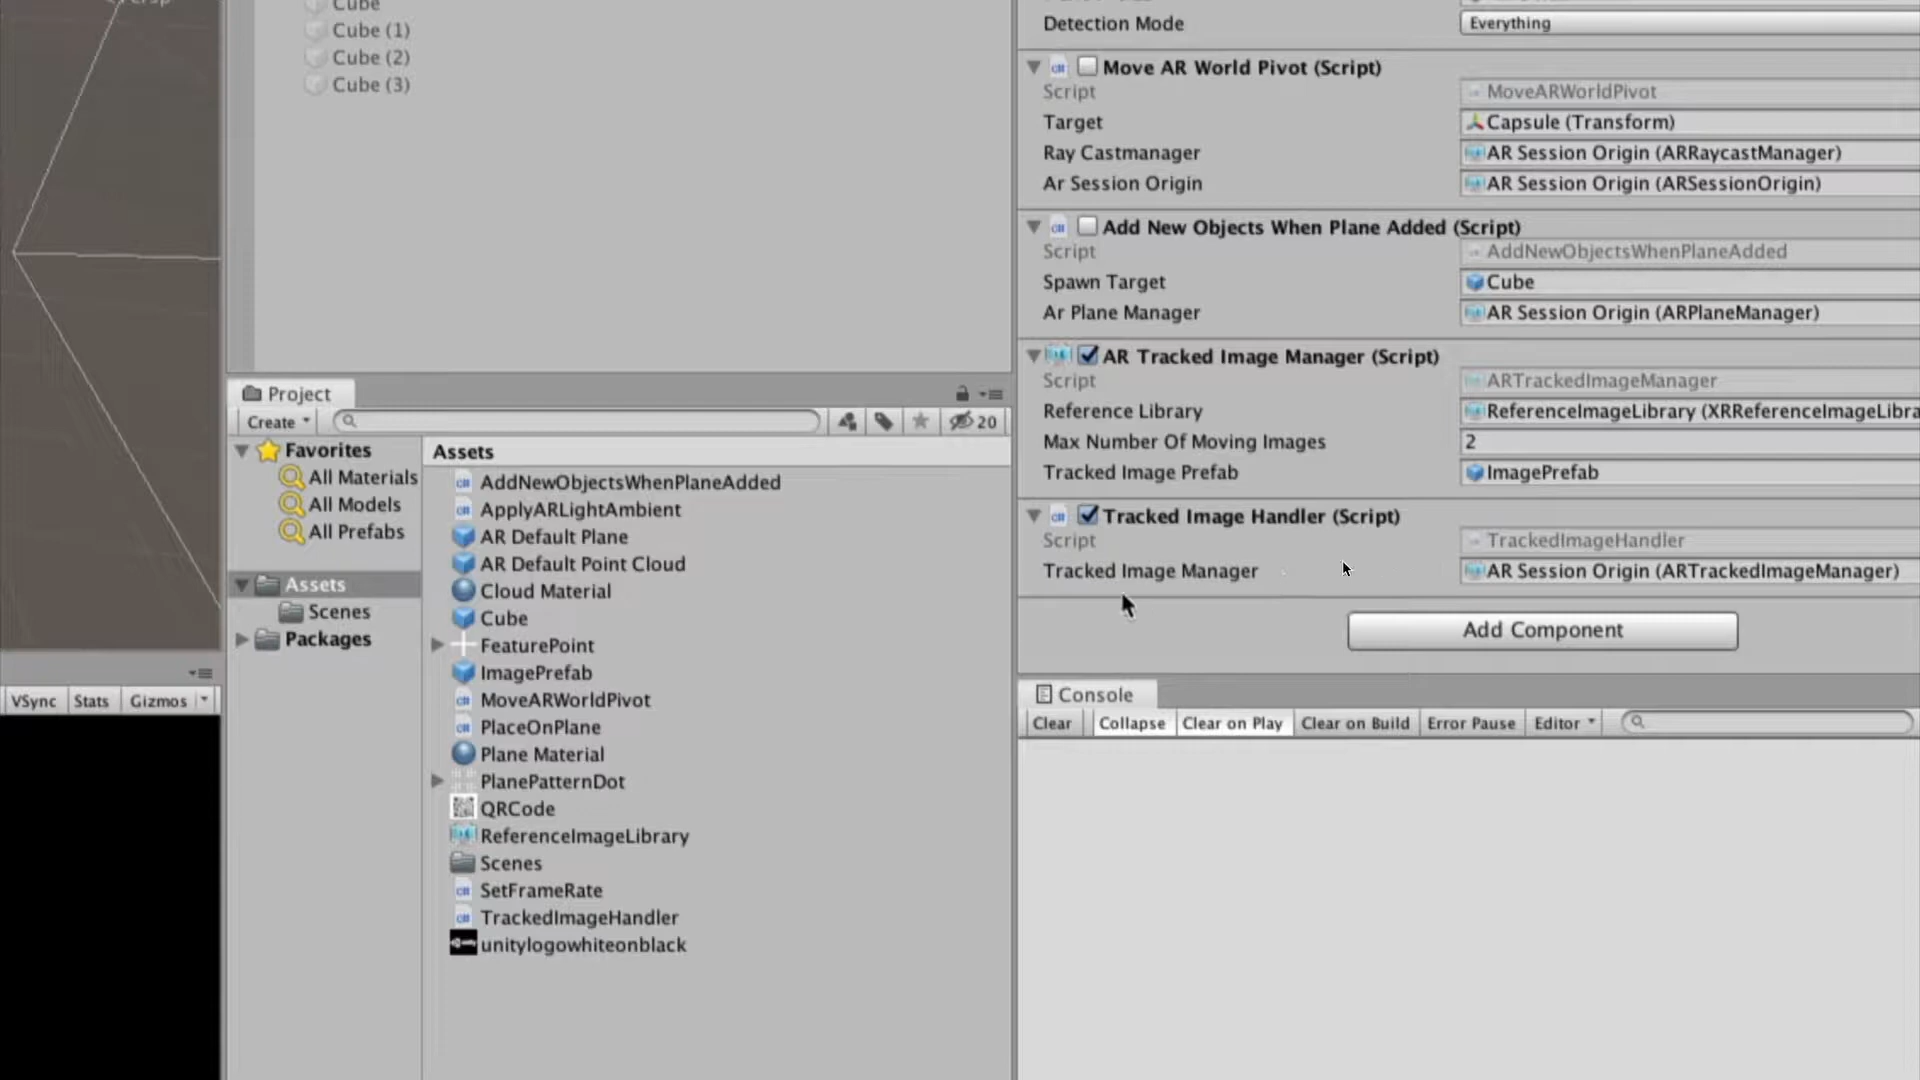 Cube
Cube (1)
Cube (2)
Cube (3)
Detection Mode
Everything
Move AR World Pivot (Script)
Script
MoveARWorldPivot
Target
Capsule (Transform)
Ray Castmanager
AR Session Origin (ARRaycastManager)
Ar Session Origin
AR Session Origin (ARSessionOrigin)
Add New Objects When Plane Added (Script)
Script
AddNewObjectsWhenPlaneAdded
Spawn Target
Cube
Ar Plane Manager
AR Session Origin (ARPlaneManager)
AR Tracked Image Manager (Script)
Script
ARTrackedImageManager
Reference Library
ReferenceImageLibrary (XRReferenceImageLibra
Max Number Of Moving Images
2
Tracked Image Prefab
ImagePrefab
Tracked Image Handler (Script)
Script
TrackedImageHandler
Tracked Image Manager
AR Session Origin (ARTrackedImageManager)
Add Component
Project
Create
20
Favorites
All Materials
All Models
All Prefabs
Assets
Scenes
Packages
Assets
AddNewObjectsWhenPlaneAdded
ApplyARLightAmbient
AR Default Plane
AR Default Point Cloud
Cloud Material
Cube
FeaturePoint
ImagePrefab
MoveARWorldPivot
PlaceOnPlane
Plane Material
PlanePatternDot
QRCode
ReferenceImageLibrary
Scenes
SetFrameRate
TrackedImageHandler
unitylogowhiteonblack
VSync
Stats
Gizmos
Console
Clear
Collapse
Clear on Play
Clear on Build
Error Pause
Editor